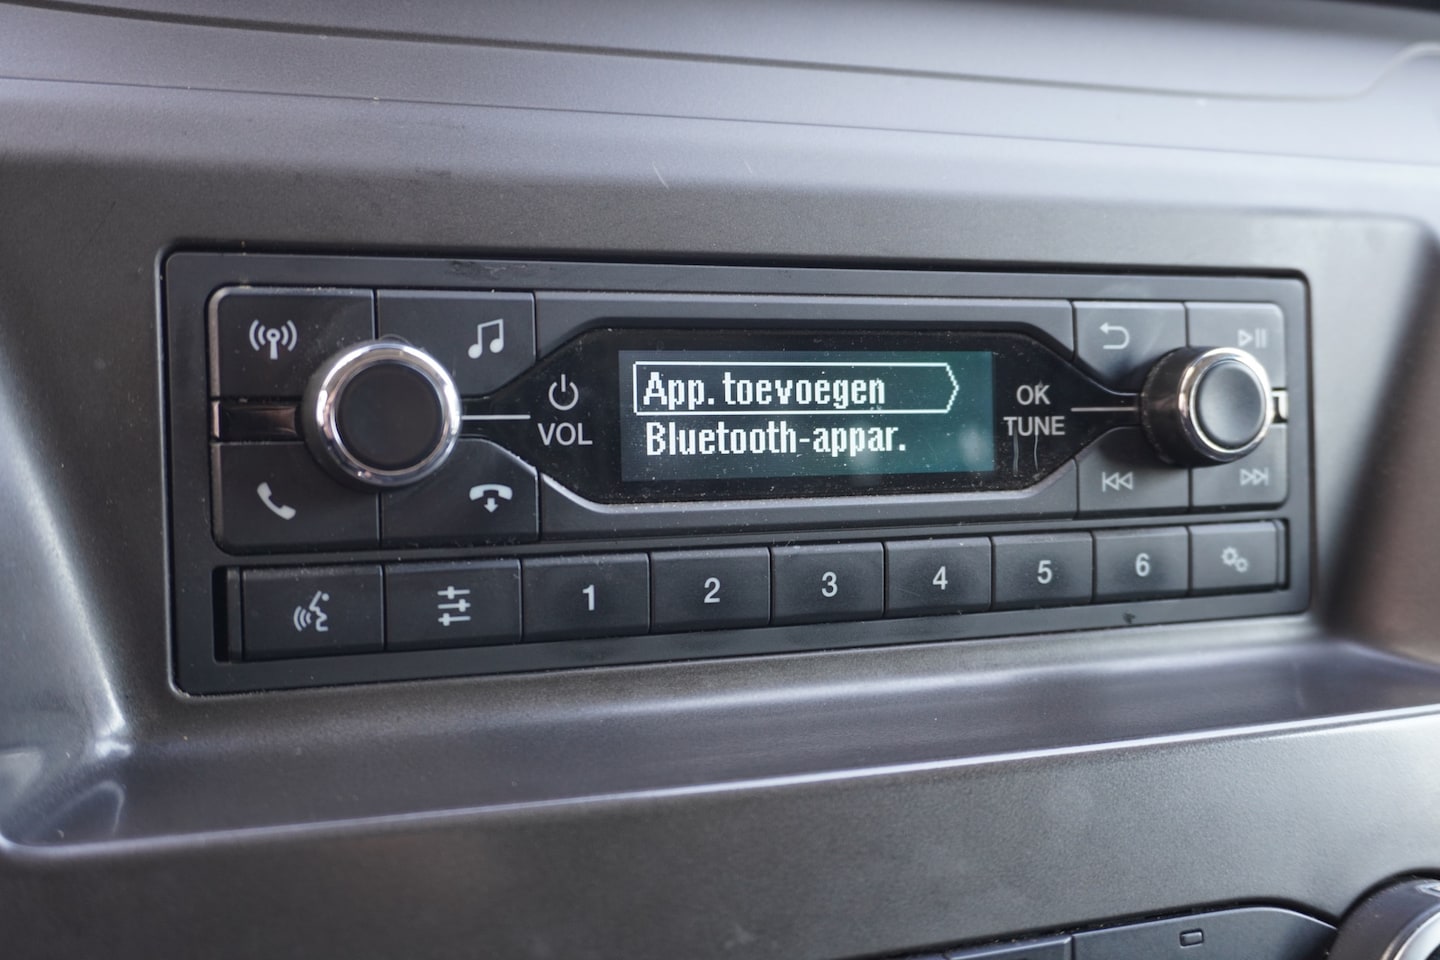 App. toevoegen
Bluetooth-appar.
VOL
OK
TUNE
1 2 3 4 5 6